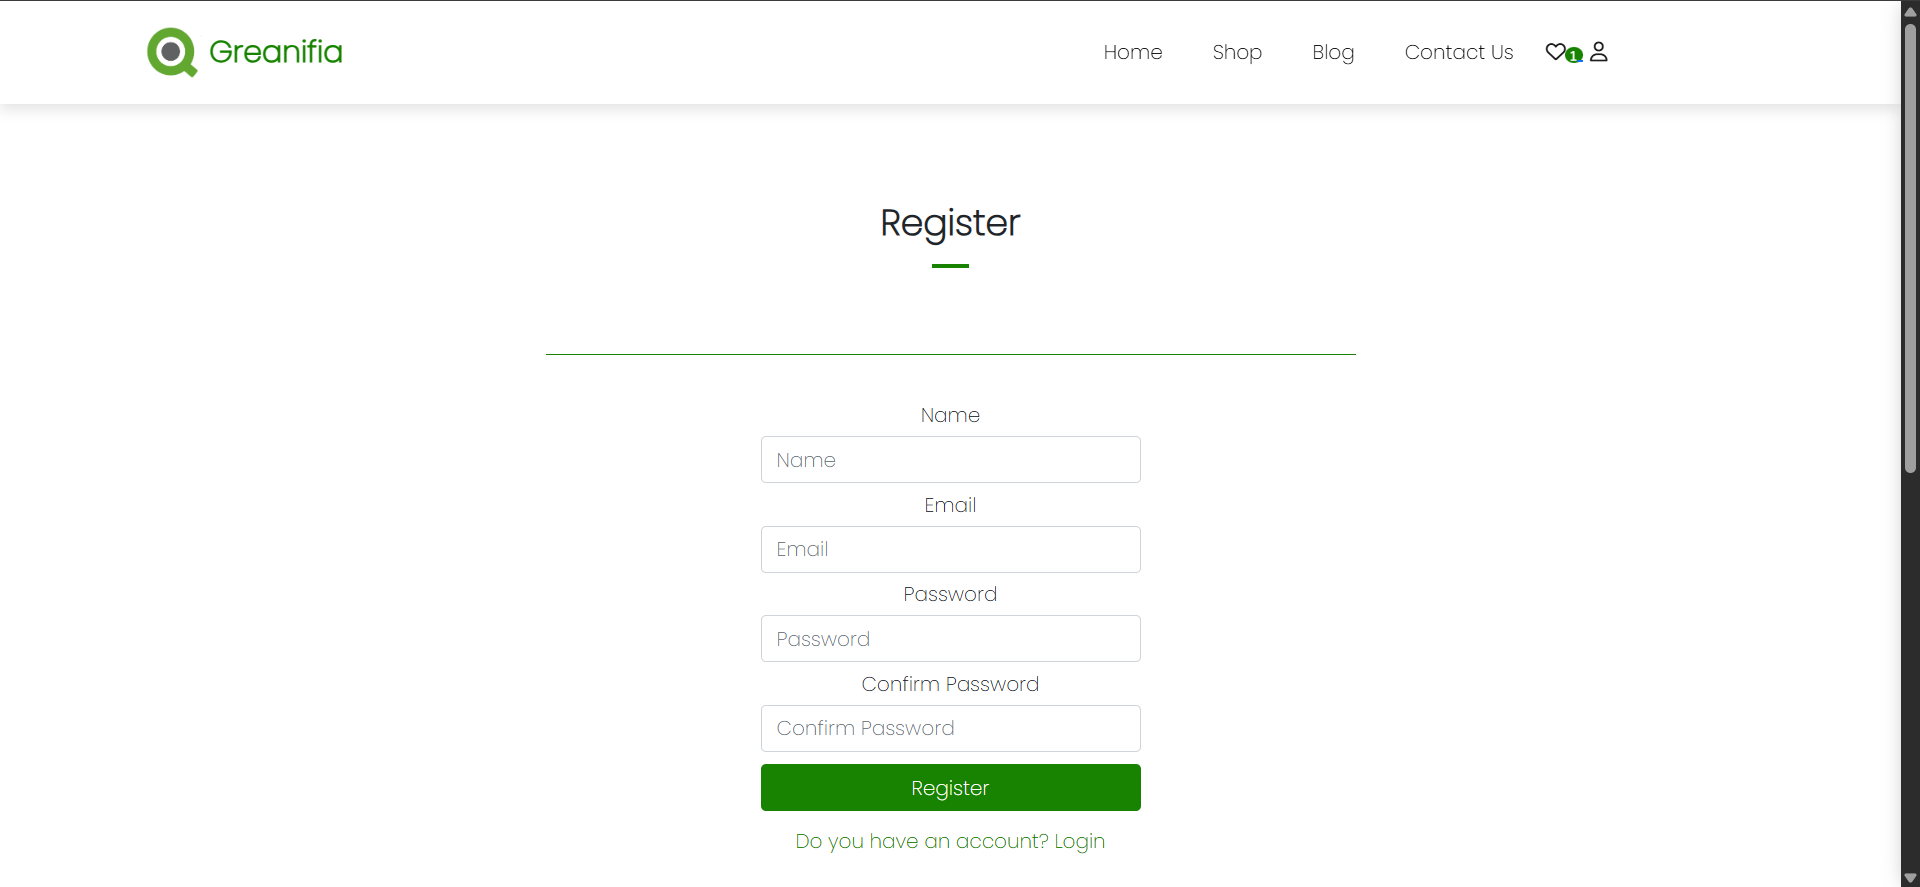 Greanifia
Home Shop Blog Contact Us 1
Register
Name
Name
Email
Email
Password
Password
Confirm Password
Confirm Password
Register
Do you have an account? Login